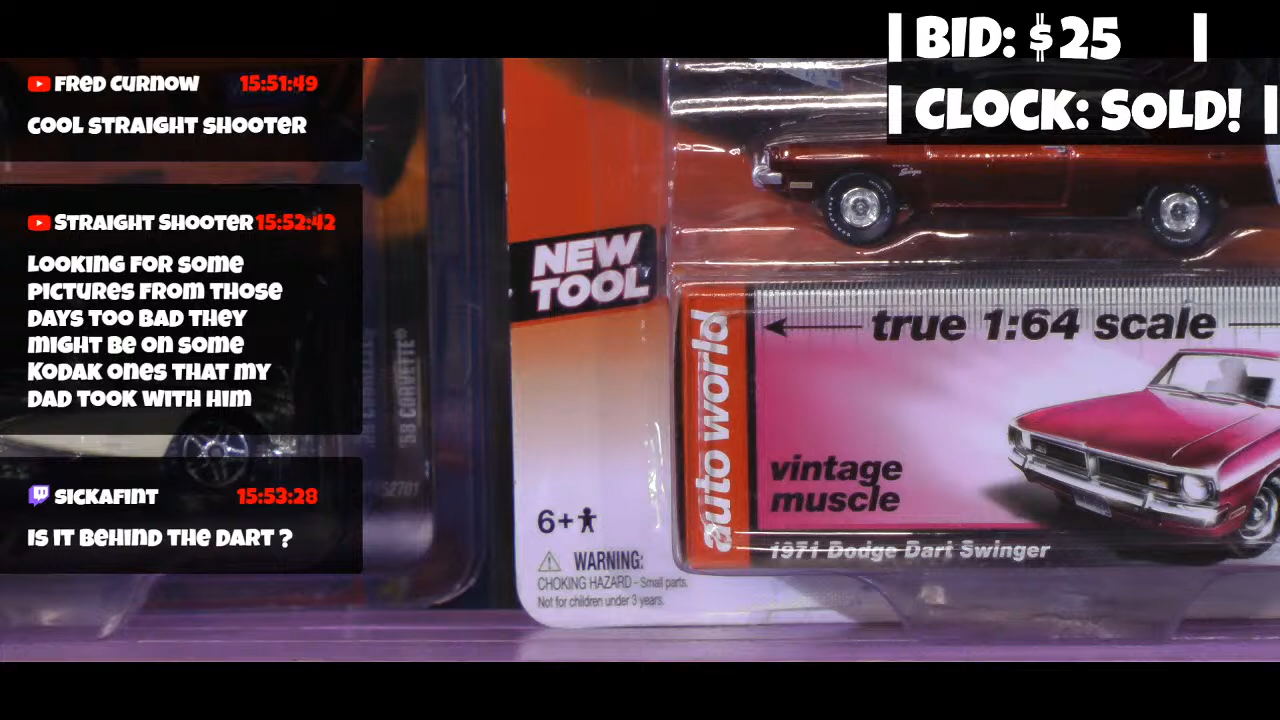 | BID: $25 |
| CLOCK: SOLD! |
FRED CURNOW 15:51:49
COOL STRAIGHT SHOOTER
STRAIGHT SHOOTER 15:52:42
LOOKING FOR SOME
PICTURES FROM THOSE
DAYS TOO BAD THEY
MIGHT BE ON SOME
KODAK ONES THAT MY
DAD TOOK WITH HIM
SICKAFINT 15:53:28
IS IT BEHIND THE DART ?
58 CORVETTE
NEW
TOOL
6+
WARNING:
CHOKING HAZARD - Small parts.
Not for children under 3 years.
Swinger
auto world
true 1:64 scale
vintage
muscle
1971 Dodge Dart Swinger